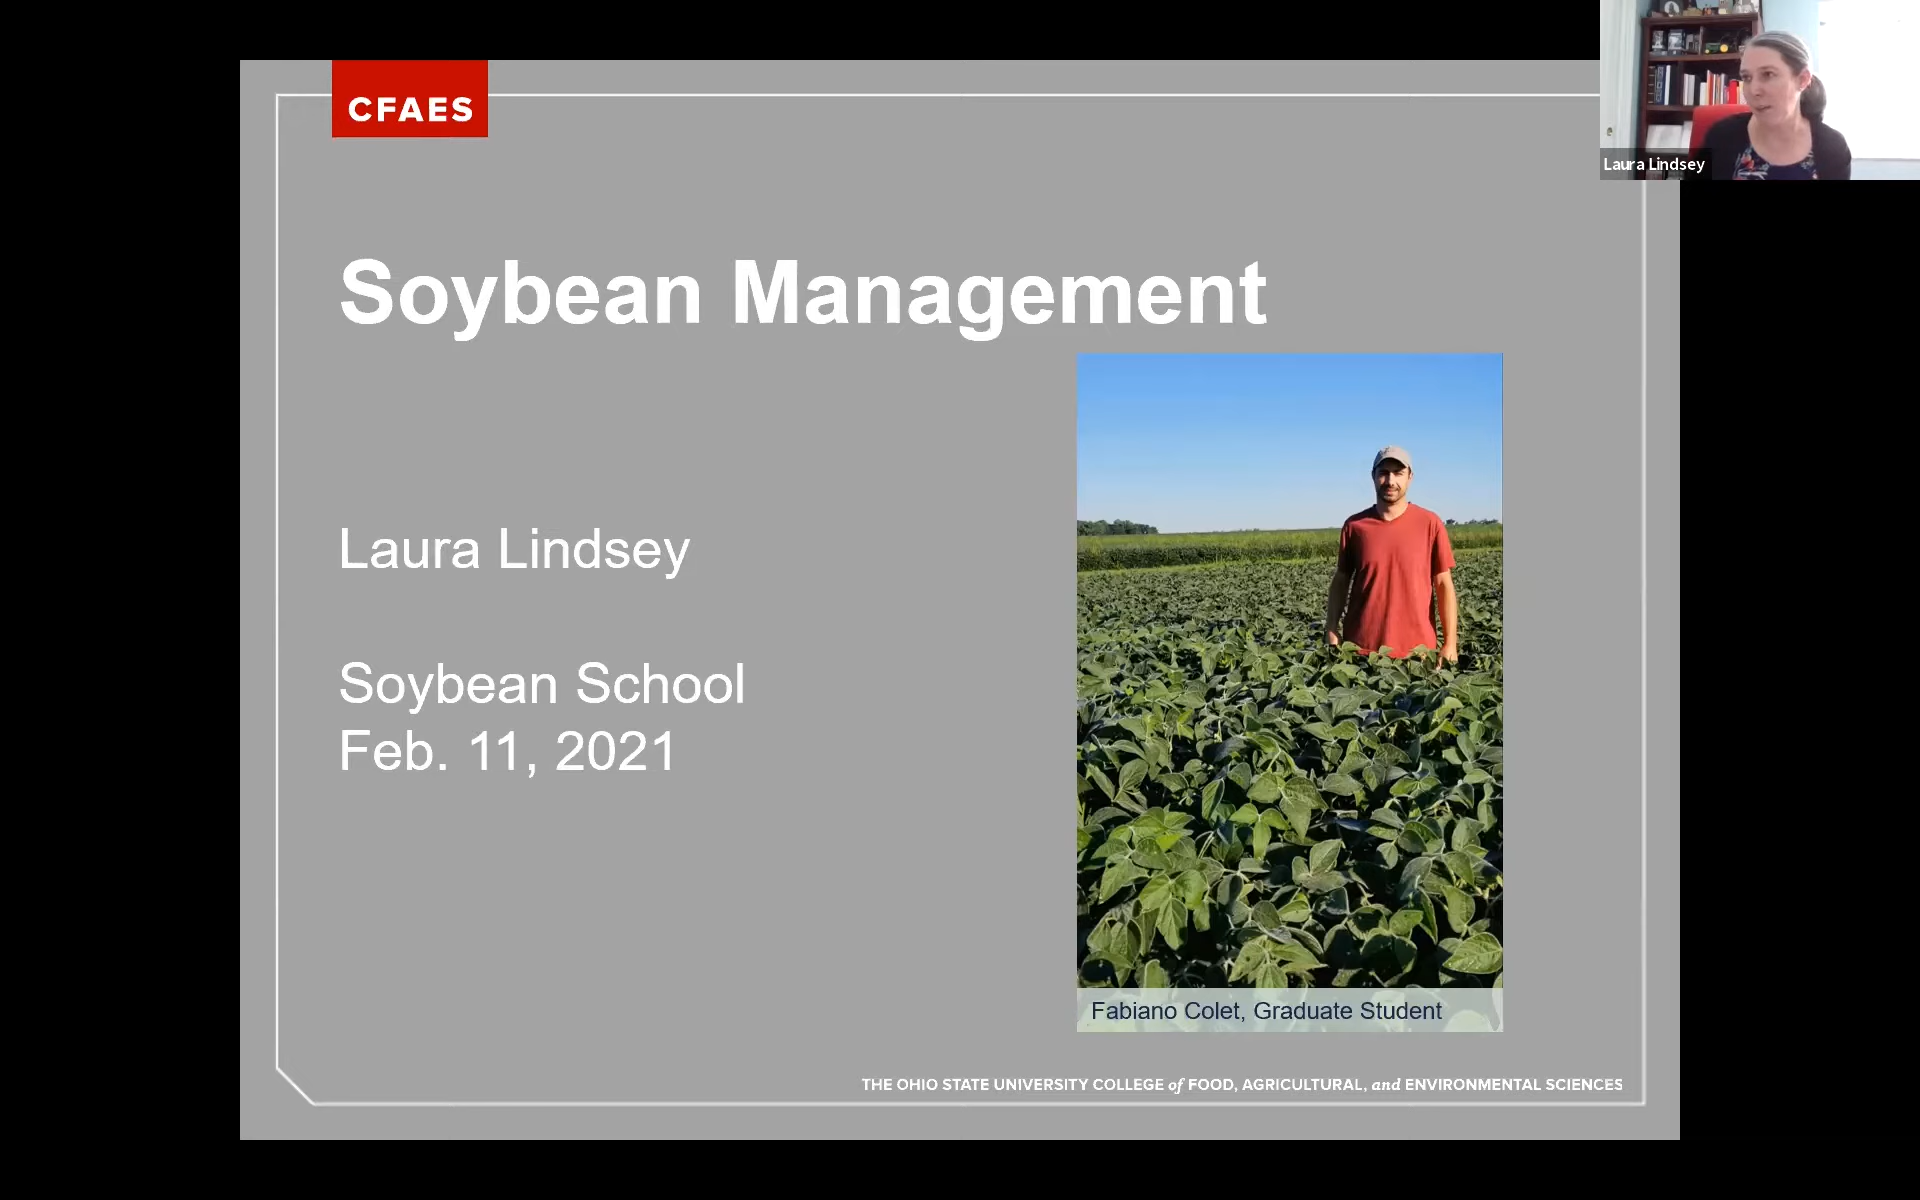 CFAES
Laura Lindsey
Soybean Management
Laura Lindsey
Soybean School
Feb. 11, 2021
Fabiano Colet, Graduate Student
THE OHIO STATE UNIVERSITY COLLEGE of FOOD, AGRICULTURAL, and ENVIRONMENTAL SCIENCES